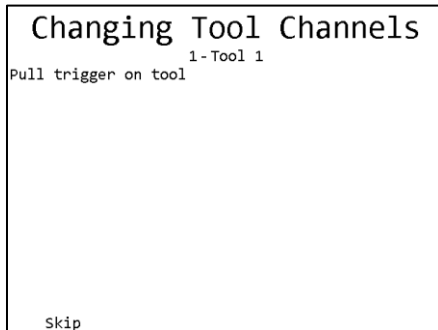 Changing Tool Channels
1-Tool 1
Pull trigger on tool
Skip